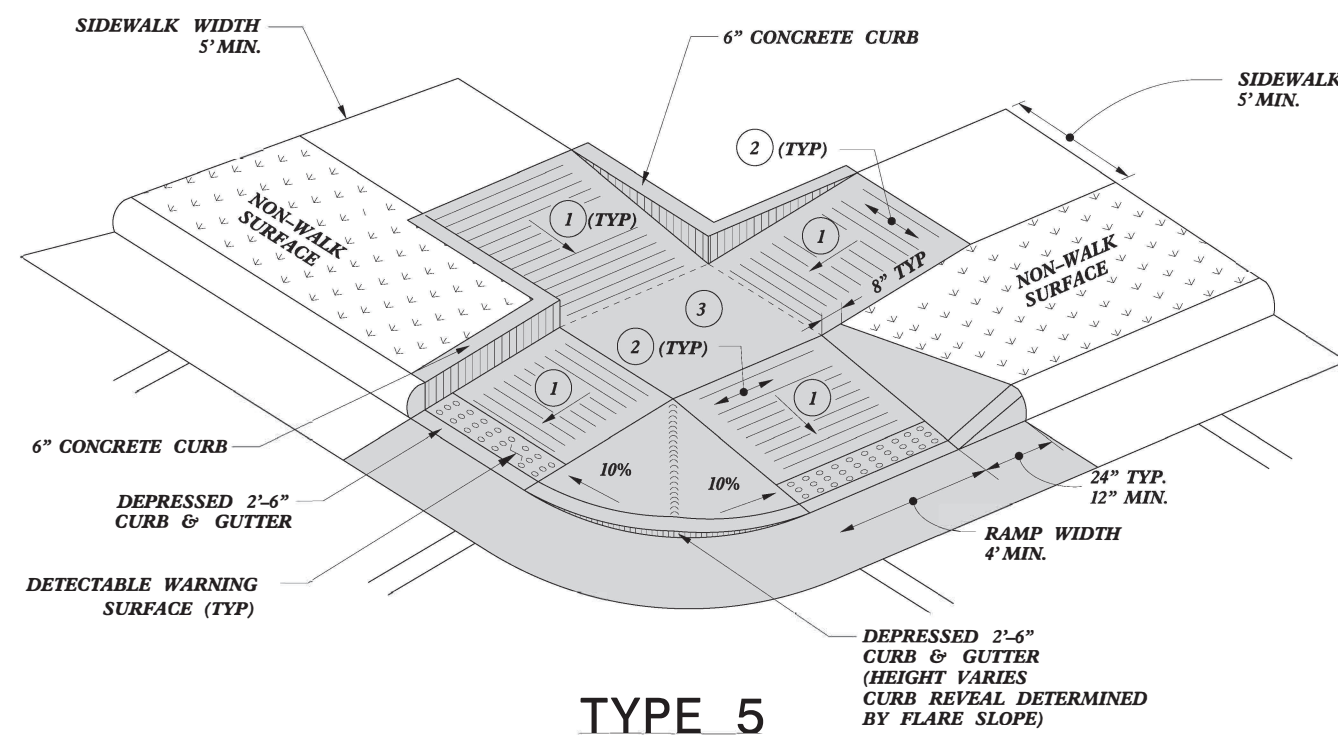 SIDEWALK WIDTH
5' MIN.
6" CONCRETE CURB
SIDEWALK
5' MIN.
2 (TYP)
NON-WALK
SURFACE
1 (TYP)
1
8" TYP
NON-WALK
SURFACE
3
2 (TYP)
1
1
6" CONCRETE CURB
10%
10%
24" TYP.
12" MIN.
DEPRESSED 2'-6"
CURB & GUTTER
RAMP WIDTH
4' MIN.
DETECTABLE WARNING
SURFACE (TYP)
DEPRESSED 2'-6"
CURB & GUTTER
(HEIGHT VARIES
CURB REVEAL DETERMINED
BY FLARE SLOPE)
TYPE 5